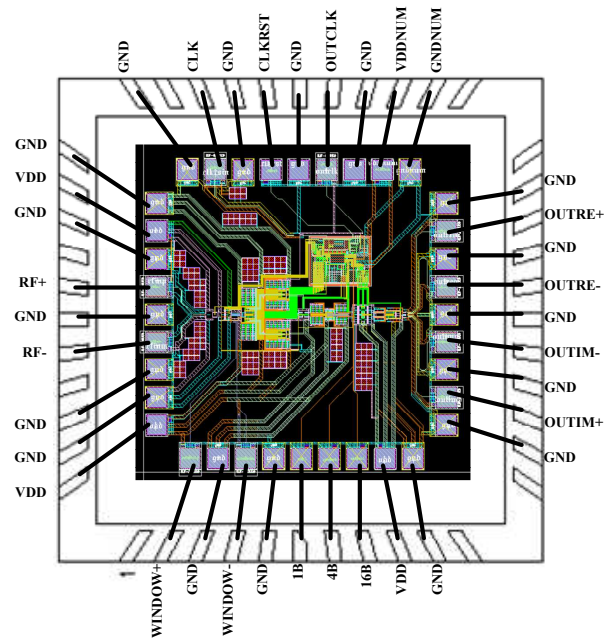 GND
CLK
GND
CLKRST
GND
OUTCLK
GND
VDDNUM
GNDNUM
GND
VDD
GND
RF+
GND
RF-
GND
GND
VDD
GND
OUTRE+
GND
OUTRE-
GND
OUTIM-
GND
OUTIM+
GND
WINDOW+
GND
WINDOW-
GND
1B
4B
16B
VDD
GND
1